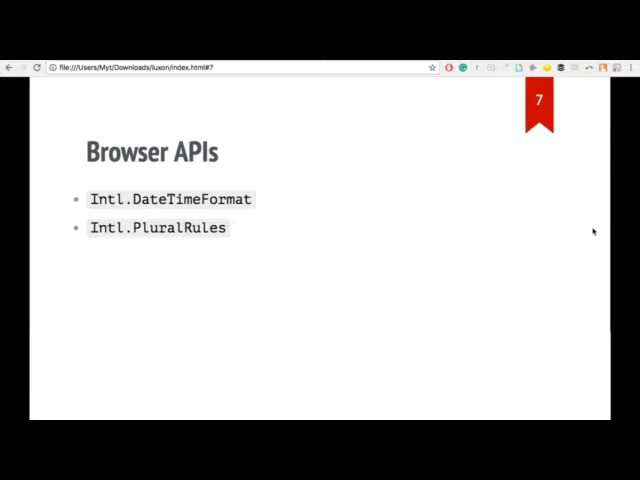 file:///Users/Myt/Downloads/luxon/index.html#7
7
Browser APIs
Intl.DateTimeFormat
Intl.PluralRules